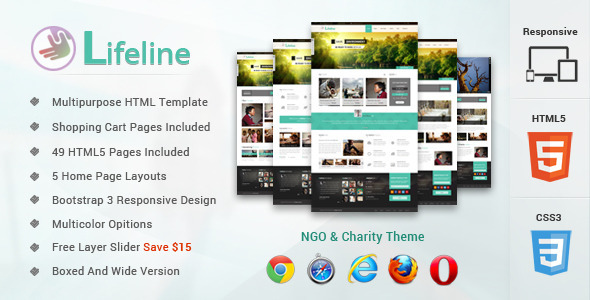 Lifeline
Multipurpose HTML Template
Shopping Cart Pages Included
49 HTML5 Pages Included
5 Home Page Layouts
Bootstrap 3 Responsive Design
Multicolor Options
Free Layer Slider Save $15
Boxed And Wide Version
Lifeline
NGO & Charity Theme
Responsive
HTML5
5
CSS3
3